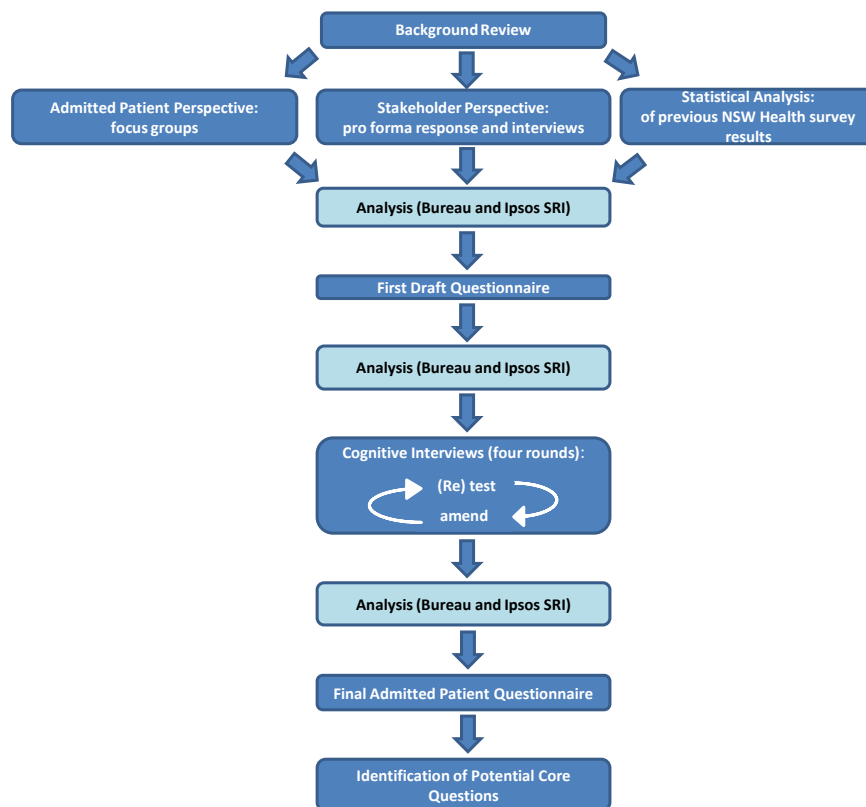 Background Review
Admitted Patient Perspective:
focus groups
Stakeholder Perspective:
pro forma response and interviews
Statistical Analysis:
of previous NSW Health survey
results
Analysis (Bureau and Ipsos SRI)
First Draft Questionnaire
Analysis (Bureau and Ipsos SRI)
Cognitive Interviews (four rounds):
(Re) test
amend
Analysis (Bureau and Ipsos SRI)
Final Admitted Patient Questionnaire
Identification of Potential Core
Questions